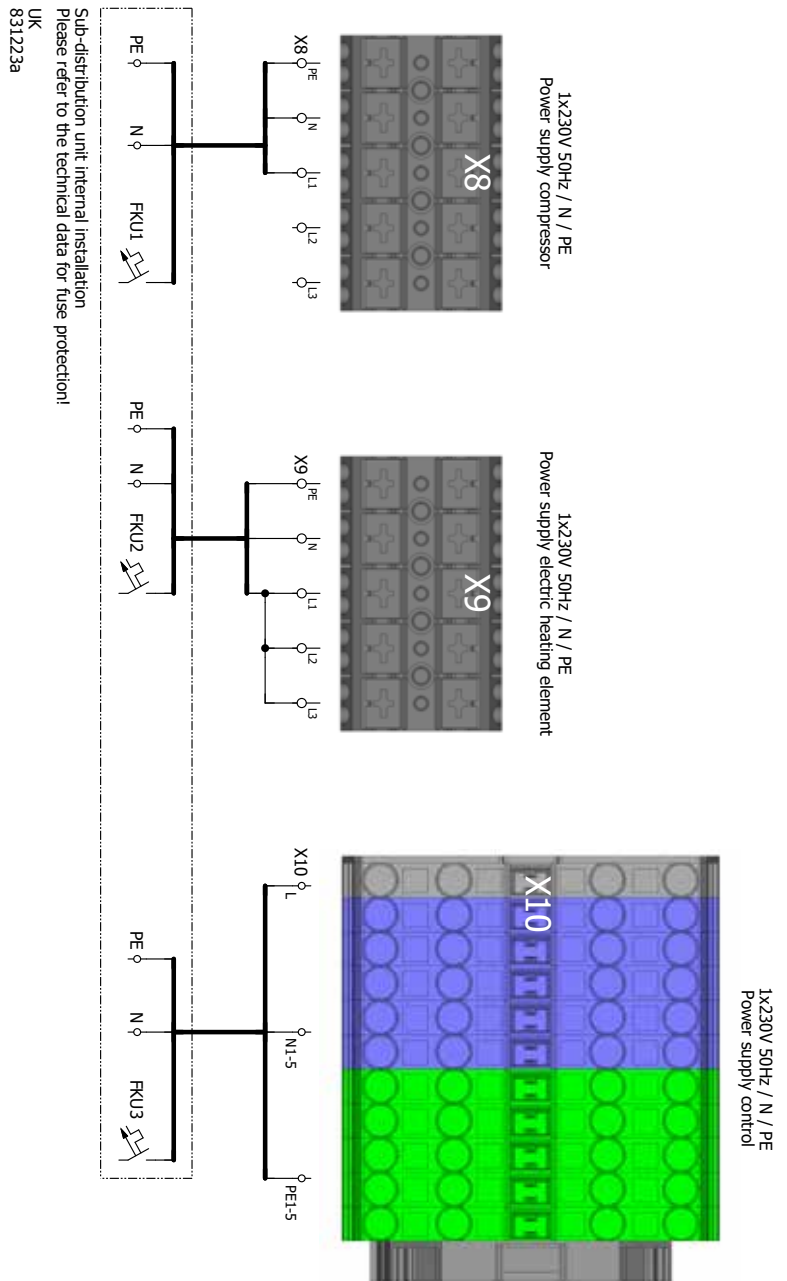 1x230V 50Hz / N / PE
Power supply compressor
X8
X8
PE
N
L1
L2
L3
PE
N
FKU1
1x230V 50Hz / N / PE
Power supply electric heating element
X9
X9
PE
N
L1
L2
L3
PE
N
FKU2
1x230V 50Hz / N / PE
Power supply control
X10
X10
L
N1-5
PE1-5
PE
N
FKU3
Sub-distribution unit internal installation
Please refer to the technical data for fuse protection!
UK
831223a